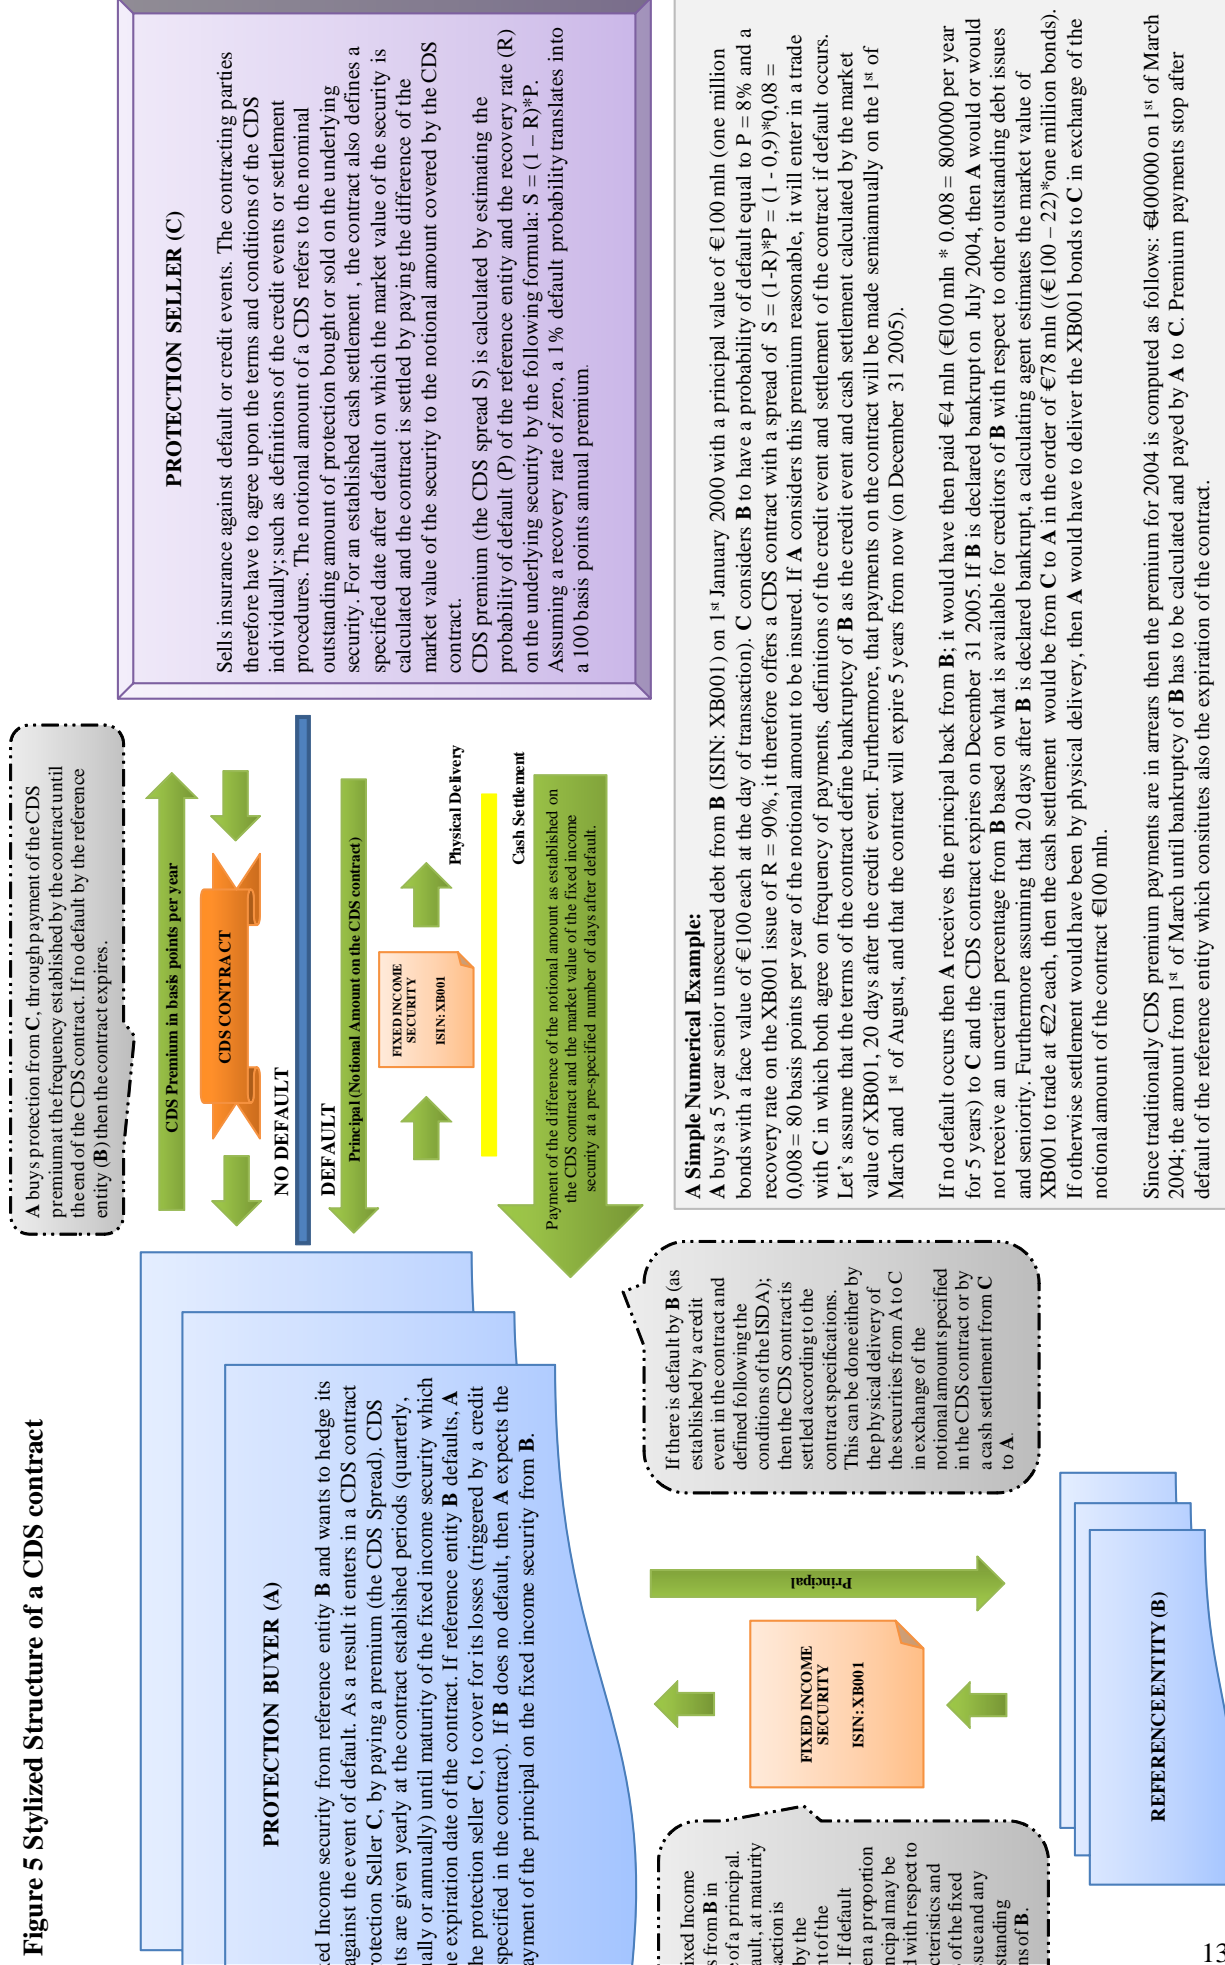 Figure 5 Stylized Structure of a CDS contract
PROTECTION BUYER (A)
Income security from reference entity B and wants to hedge its
against the event of default. As a result it enters in a CDS contract
Seller C, by paying a premium (the CDS Spread). CDS
are given yearly at the contract established periods (quarterly,
or annually) until maturity of the fixed income security which
expiration date of the contract. If reference entity B defaults, A
protection seller C, to cover for its losses (triggered by a credit
specified in the contract). If B does no default, then A expects the
of the principal on the fixed income security from B.
A buys protection from C, through payment of the CDS
premium at the frequency established by the contract until
the end of the CDS contract. If no default by the reference
entity (B) then the contract expires.
CDS Premium in basis points per year
CDS CONTRACT
NO DEFAULT
DEFAULT
Principal (Notional Amount on the CDS contract)
FIXED INCOME
SECURITY
ISIN: XB001
Physical Delivery
Cash Settlement
Payment of the difference of the notional amount as established on
the CDS contract and the market value of the fixed income
security at a pre-specified number of days after default.
PROTECTION SELLER (C)
Sells insurance against default or credit events. The contracting parties
therefore have to agree upon the terms and conditions of the CDS
individually; such as definitions of the credit events or settlement
procedures. The notional amount of a CDS refers to the nominal
outstanding amount of protection bought or sold on the underlying
security. For an established cash settlement , the contract also defines a
specified date after default on which the market value of the security is
calculated and the contract is settled by paying the difference of the
market value of the security to the notional amount covered by the CDS
contract.
CDS premium (the CDS spread S) is calculated by estimating the
probability of default (P) of the reference entity and the recovery rate (R)
on the underlying security by the following formula: S = (1 – R)*P.
Assuming a recovery rate of zero, a 1% default probability translates into
a 100 basis points annual premium.
Income
from B in
of a principal.
at maturity
is
by the
of the
If default
a proportion
may be
with respect to
and
of the fixed
and any
of B.
FIXED INCOME
SECURITY
ISIN: XB001
Principal
REFERENCE ENTITY (B)
If there is default by B (as
established by a credit
event in the contract and
defined following the
conditions of the ISDA);
then the CDS contract is
settled according to the
contract specifications.
This can be done either by
the physical delivery of
the securities from A to C
in exchange of the
notional amount specified
in the CDS contract or by
a cash settlement from C
to A.
A Simple Numerical Example:
A buys a 5 year senior unsecured debt from B (ISIN: XB001) on 1st January 2000 with a principal value of €100 mln (one million
bonds with a face value of €100 each at the day of transaction). C considers B to have a probability of default equal to P = 8% and a
recovery rate on the XB001 issue of R = 90%, it therefore offers a CDS contract with a spread of S = (1-R)*P = (1 - 0,9)*0,08 =
0,008 = 80 basis points per year of the notional amount to be insured. If A considers this premium reasonable, it will enter in a trade
with C in which both agree on frequency of payments, definitions of the credit event and settlement of the contract if default occurs.
Let's assume that the terms of the contract define bankruptcy of B as the credit event and cash settlement calculated by the market
value of XB001, 20 days after the credit event. Furthermore, that payments on the contract will be made semiannually on the 1st of
March and 1st of August, and that the contract will expire 5 years from now (on December 31 2005).
If no default occurs then A receives the principal back from B; it would have then paid €4 mln (€100 mln * 0.008 = 800000 per year
for 5 years) to C and the CDS contract expires on December 31 2005. If B is declared bankrupt on July 2004, then A would or would
not receive an uncertain percentage from B based on what is available for creditors of B with respect to other outstanding debt issues
and seniority. Furthermore assuming that 20 days after B is declared bankrupt, a calculating agent estimates the market value of
XB001 to trade at €22 each, then the cash settlement would be from C to A in the order of €78 mln ((€100 – 22)*one million bonds).
If otherwise settlement would have been by physical delivery, then A would have to deliver the XB001 bonds to C in exchange of the
notional amount of the contract €100 mln.
Since traditionally CDS premium payments are in arrears then the premium for 2004 is computed as follows: €400000 on 1st of March
2004; the amount from 1st of March until bankruptcy of B has to be calculated and payed by A to C. Premium payments stop after
default of the reference entity which consitutes also the expiration of the contract.
13